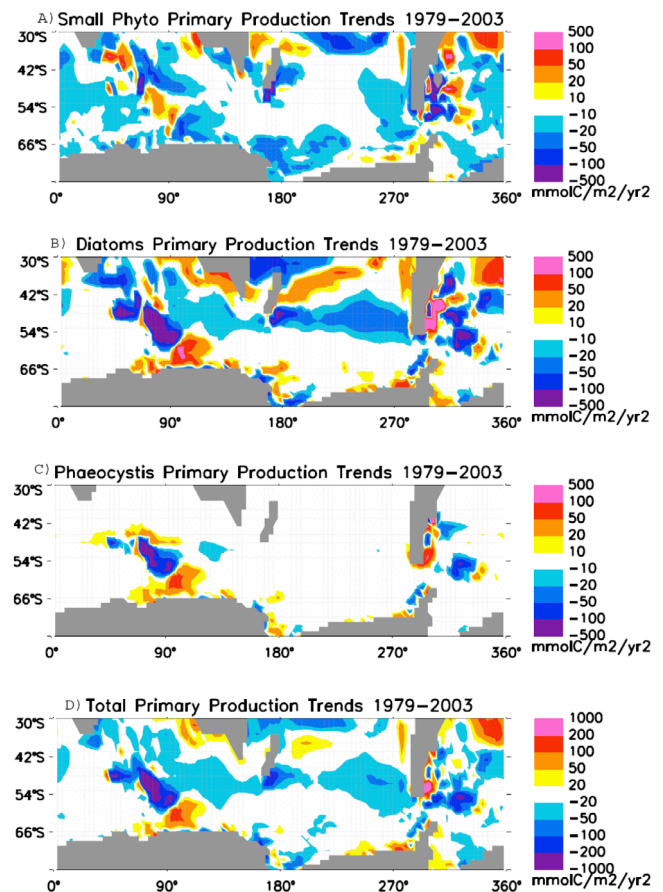 A) Small Phyto Primary Production Trends 1979-2003
30°S
42°S
54°S
66°S
0° 90° 180° 270° 360°
500
100
50
20
10
-10
-20
-50
-100
-500
mmolC/m2/yr2
B) Diatoms Primary Production Trends 1979-2003
30°S
42°S
54°S
66°S
0° 90° 180° 270° 360°
500
100
50
20
10
-10
-20
-50
-100
-500
mmolC/m2/yr2
C) Phaeocystis Primary Production Trends 1979-2003
30°S
42°S
54°S
66°S
0° 90° 180° 270° 360°
500
100
50
20
10
-10
-20
-50
-100
-500
mmolC/m2/yr2
D) Total Primary Production Trends 1979-2003
30°S
42°S
54°S
66°S
0° 90° 180° 270° 360°
1000
200
100
50
20
-20
-50
-100
-200
-1000
mmolC/m2/yr2